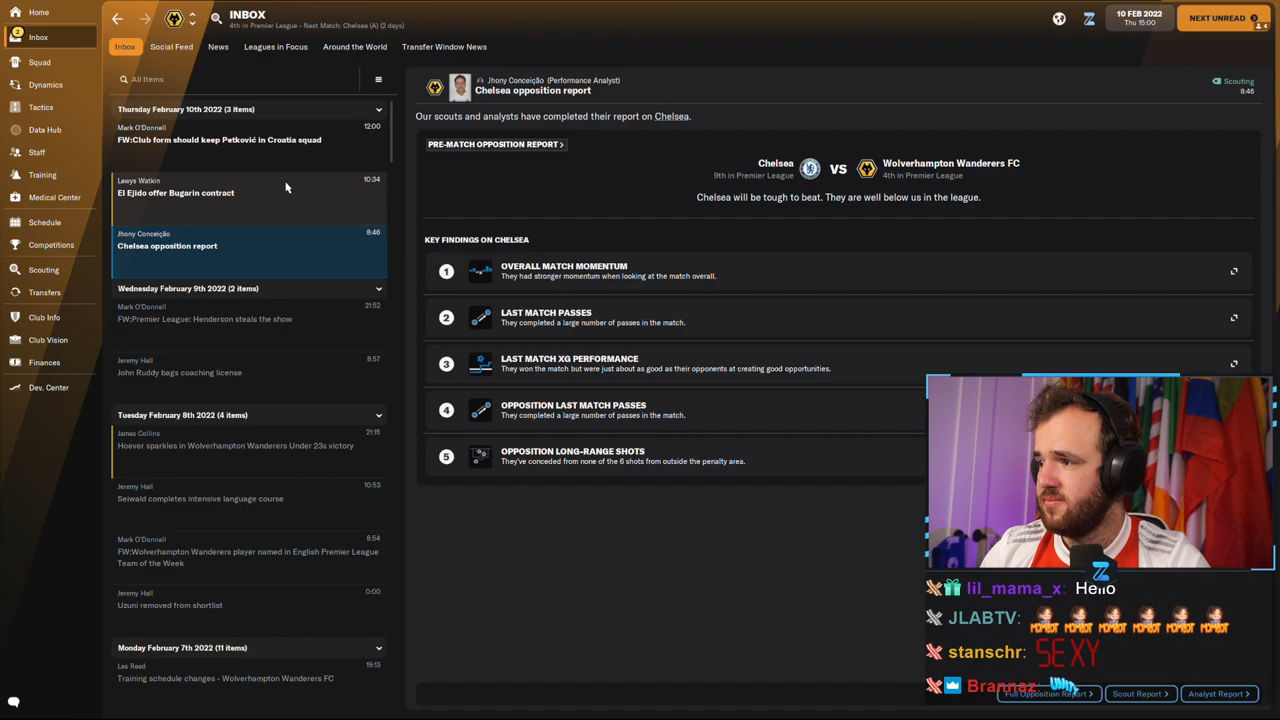 Home
2
Inbox
Squad
Dynamics
Tactics
Data Hub
Staff
Training
Medical Center
Schedule
Competitions
Scouting
Transfers
Club Info
Club Vision
Finances
Dev. Center
INBOX
4th in Premier League - Next Match: Chelsea (A) (2 days)
10 FEB 2022
Thu 15:00
NEXT UNREAD
4
Inbox
Social Feed
News
Leagues in Focus
Around the World
Transfer Window News
All Items
Thursday February 10th 2022 (3 items)
Mark O'Donnell 12:00
FW:Club form should keep Petković in Croatia squad
Lewys Watkin 10:34
El Ejido offer Bugarin contract
Jhony Conceição 8:46
Chelsea opposition report
Wednesday February 9th 2022 (2 items)
Mark O'Donnell 21:52
FW:Premier League: Henderson steals the show
Jeremy Hall 8:57
John Ruddy bags coaching license
Tuesday February 8th 2022 (4 items)
James Collins 21:15
Hoever sparkles in Wolverhampton Wanderers Under 23s victory
Jeremy Hall 10:53
Seiwald completes intensive language course
Mark O'Donnell 8:54
FW:Wolverhampton Wanderers player named in English Premier League
Team of the Week
Jeremy Hall 0:00
Uzuni removed from shortlist
Monday February 7th 2022 (11 items)
Les Reed 19:13
Training schedule changes - Wolverhampton Wanderers FC
Jhony Conceição (Performance Analyst)
Chelsea opposition report
Scouting
8:46
Our scouts and analysts have completed their report on Chelsea.
PRE-MATCH OPPOSITION REPORT >
Chelsea
9th in Premier League
VS
Wolverhampton Wanderers FC
4th in Premier League
Chelsea will be tough to beat. They are well below us in the league.
KEY FINDINGS ON CHELSEA
1
OVERALL MATCH MOMENTUM
They had stronger momentum when looking at the match overall.
2
LAST MATCH PASSES
They completed a large number of passes in the match.
3
LAST MATCH XG PERFORMANCE
They won the match but were just about as good as their opponents at creating good opportunities.
4
OPPOSITION LAST MATCH PASSES
They completed a large number of passes in the match.
5
OPPOSITION LONG-RANGE SHOTS
They've conceded from none of the 6 shots from outside the penalty area.
lil_mama_x: Hello
JLABTV: MOMBOT MOMBOT MOMBOT MOMBOT MOMBOT MOMBOT
stanschr: SEXY
Brannaz:
Full Opposition Report >
Scout Report >
Analyst Report >